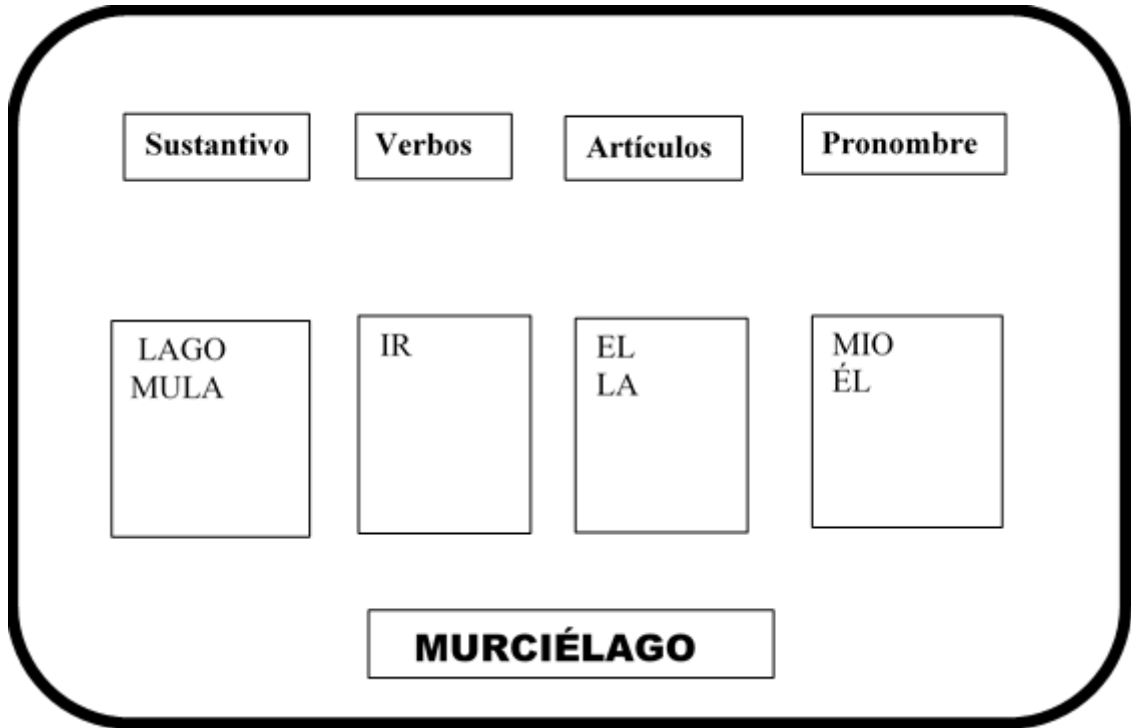 Sustantivo
Verbos
Artículos
Pronombre
LAGO
MULA
IR
EL
LA
MIO
ÉL
MURCIÉLAGO